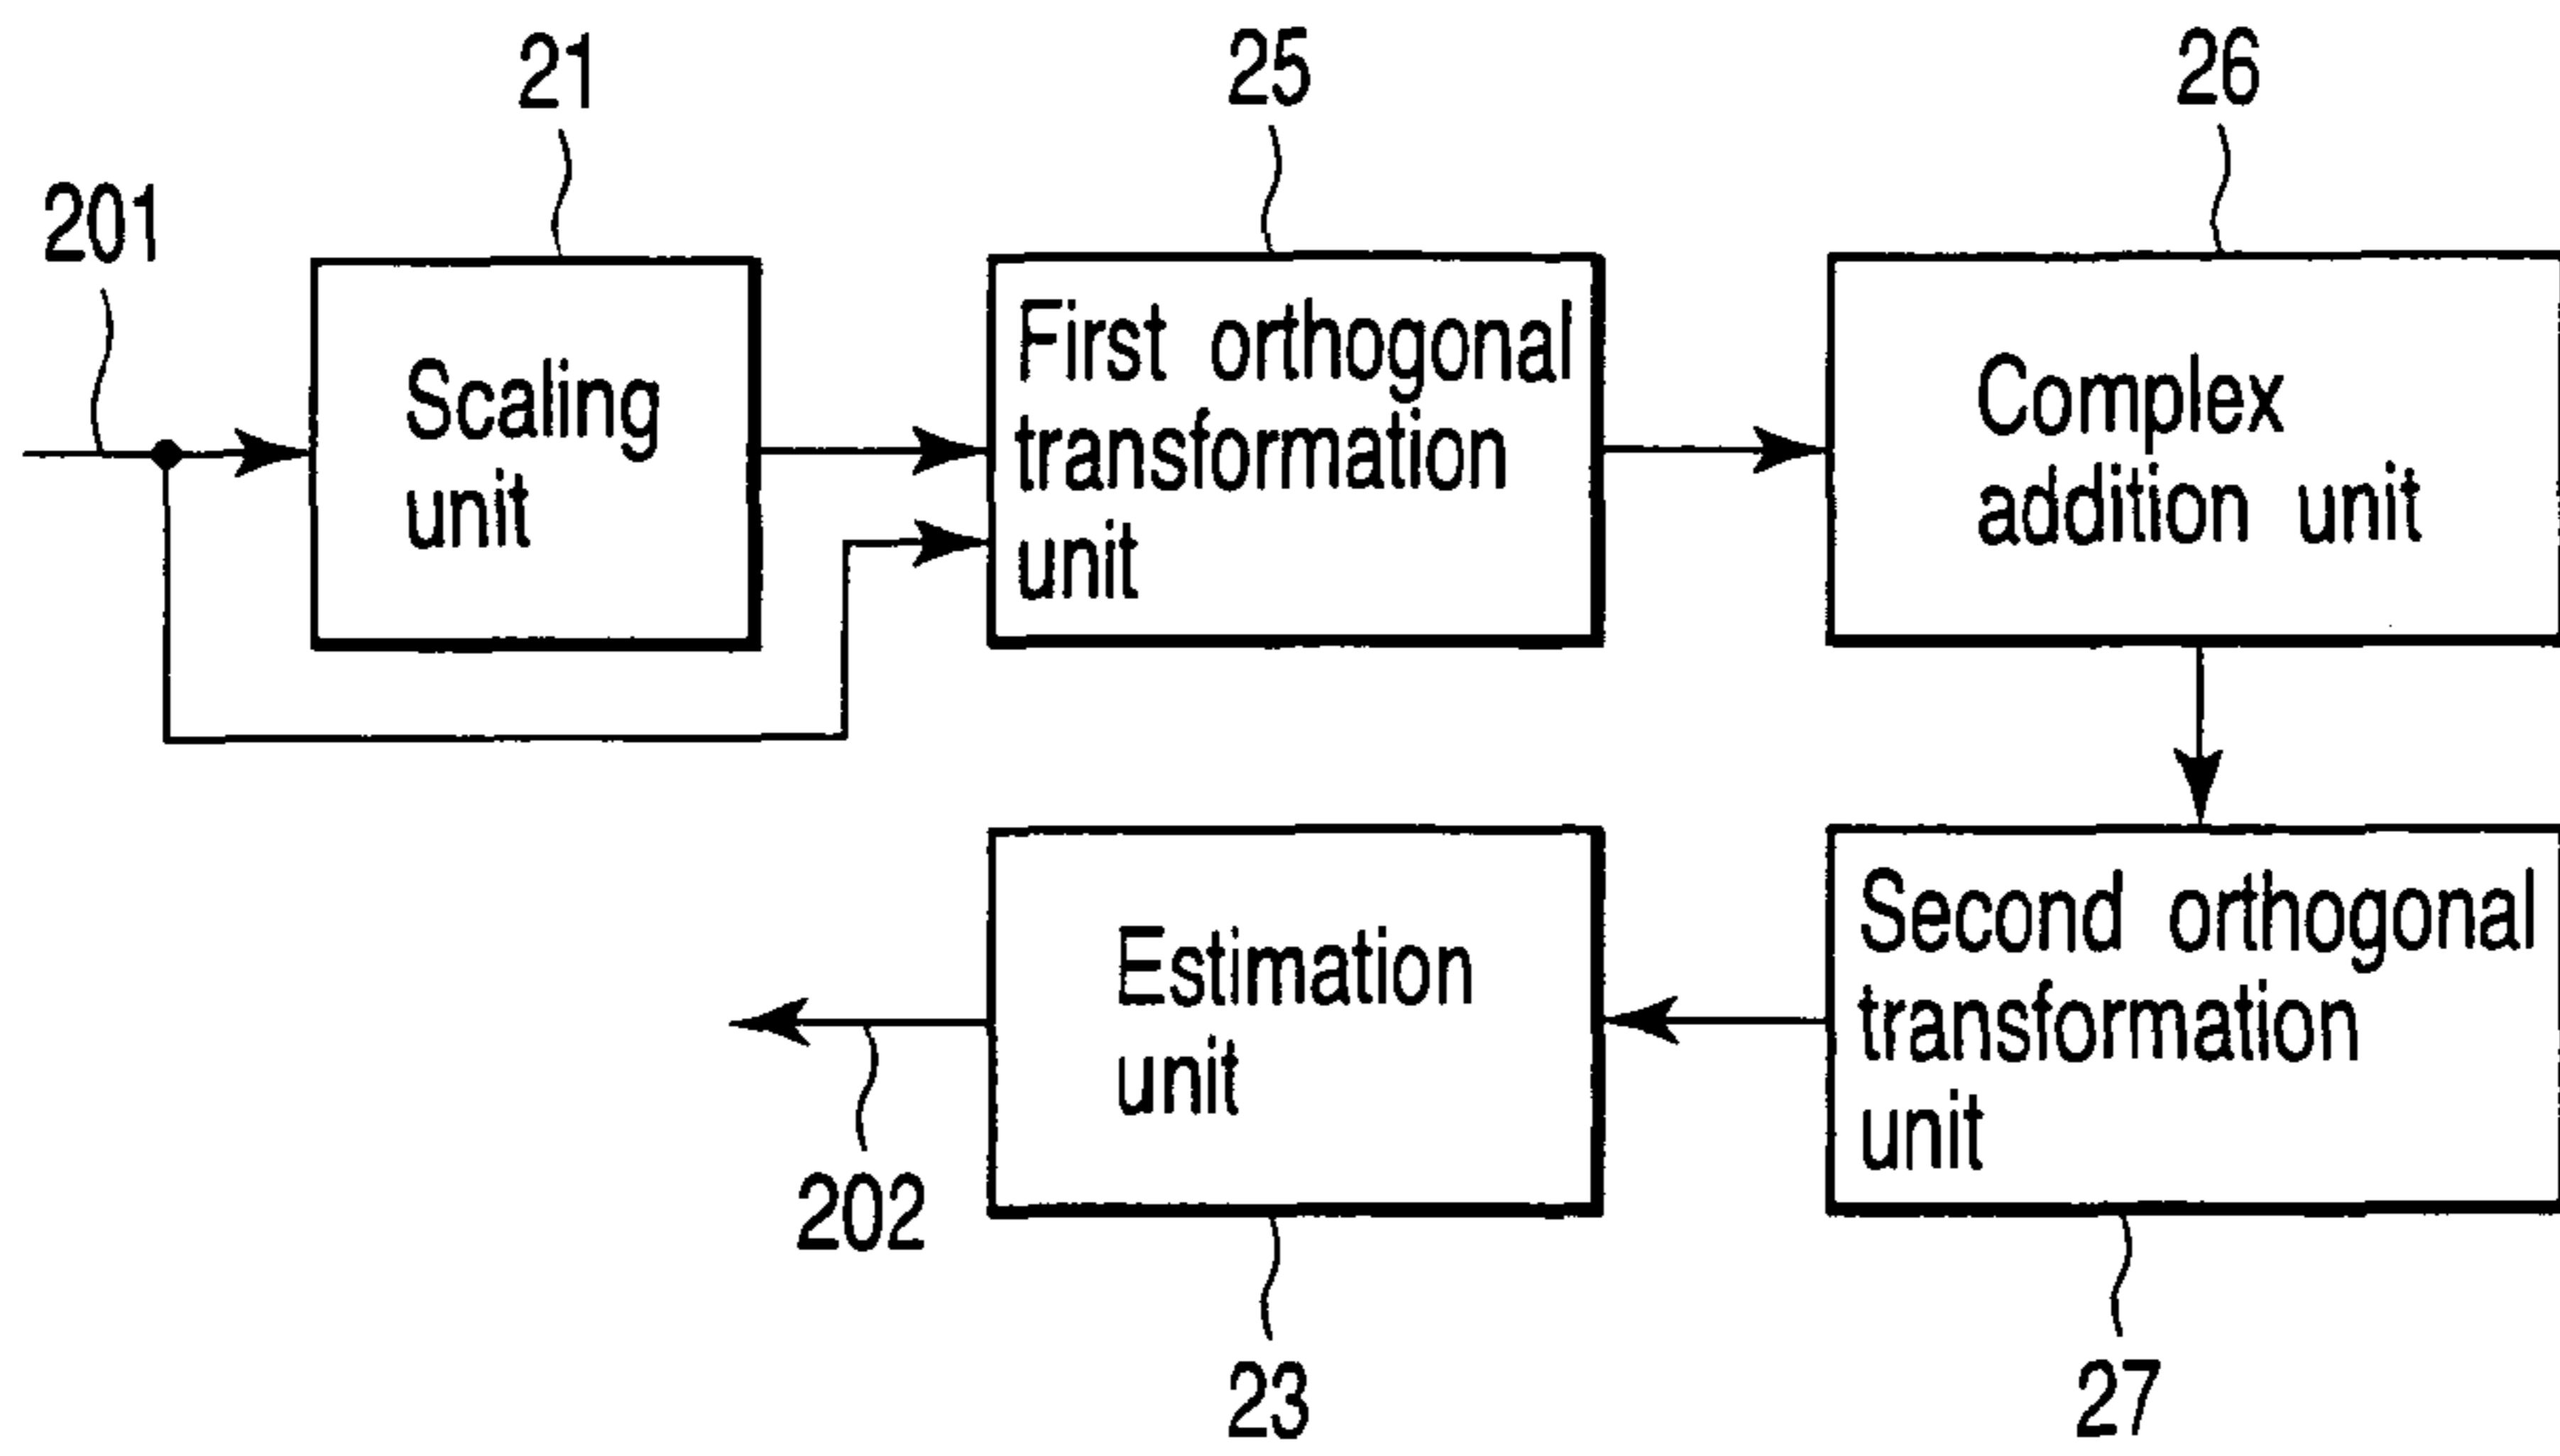 21
25
26
201
Scaling
unit
First orthogonal
transformation
unit
Complex
addition unit
Estimation
unit
Second orthogonal
transformation
unit
202
23
27